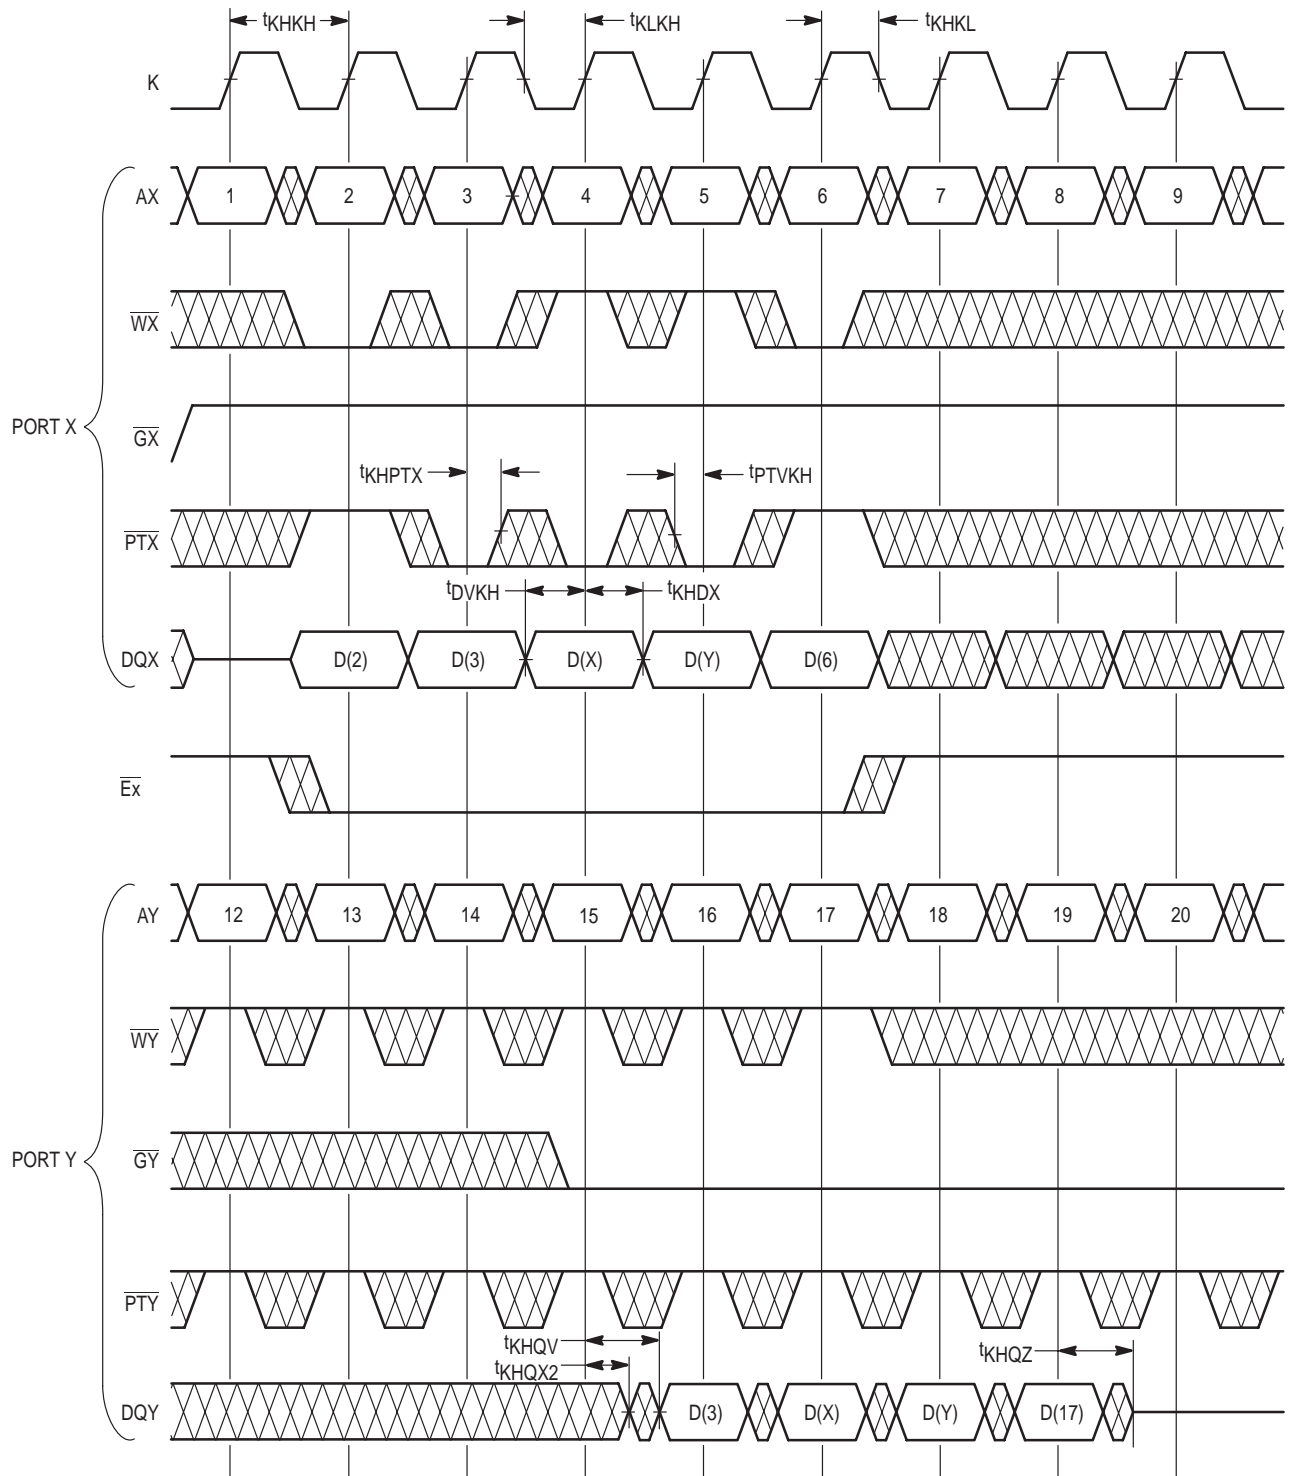 tKHKH tKLKH tKHKL
K
AX 1 2 3 4 5 6 7 8 9
WX
PORT X
GX
tKHPTX tPTVKH
PTX
tDVKH tKHDX
DQX D(2) D(3) D(X) D(Y) D(6)
Ex
AY 12 13 14 15 16 17 18 19 20
WY
PORT Y GY
PTY
tKHQV tKHQZ
tKHQX2
DQY D(3) D(X) D(Y) D(17)